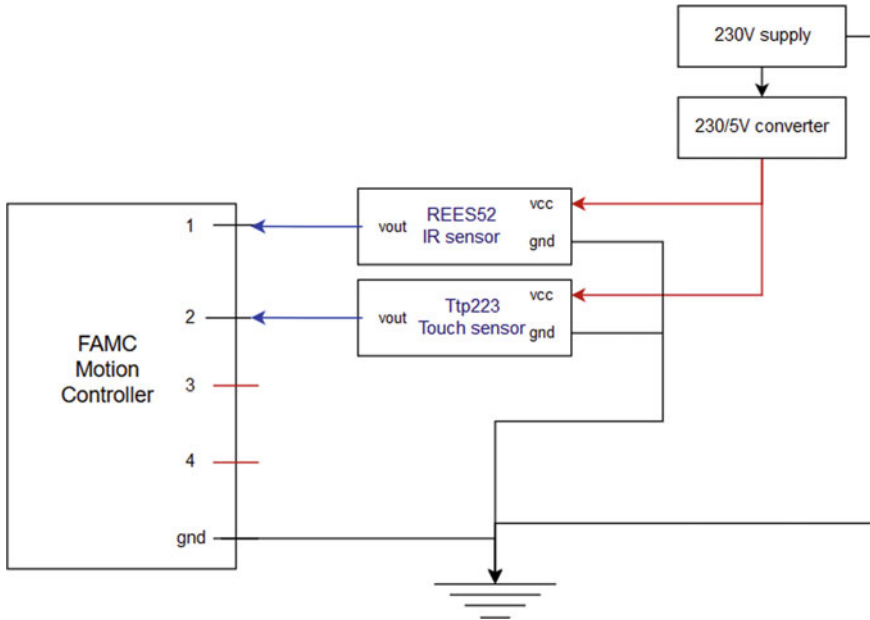 230V supply
230/5V converter
REES52
IR sensor
vcc
vout
gnd
Ttp223
Touch sensor
vcc
vout
gnd
FAMC
Motion
Controller
1
2
3
4
gnd